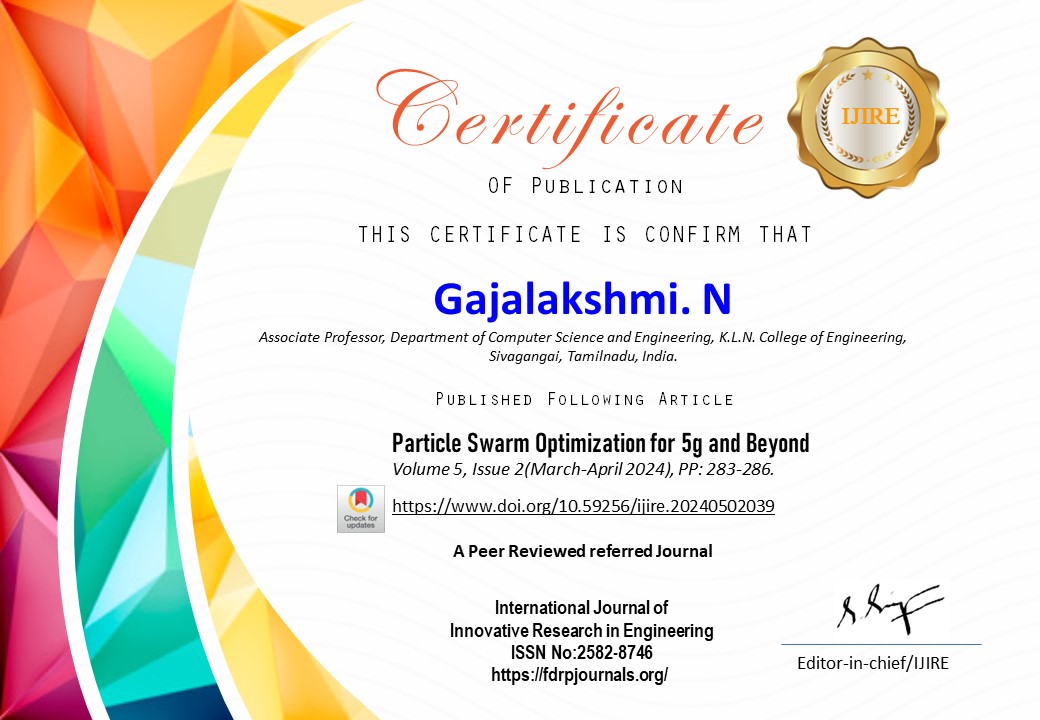 Certificate
IJIRE
OF PUBLICATION
THIS CERTIFICATE IS CONFIRM THAT
Gajalakshmi. N
Associate Professor, Department of Computer Science and Engineering, K.L.N. College of Engineering,
Sivagangai, Tamilnadu, India.
PUBLISHED FOLLOWING ARTICLE
Particle Swarm Optimization for 5g and Beyond
Volume 5, Issue 2(March-April 2024), PP: 283-286.
Check for
updates
https://www.doi.org/10.59256/ijire.20240502039
A Peer Reviewed referred Journal
International Journal of
Innovative Research in Engineering
ISSN No:2582-8746
https://fdrpjournals.org/
Editor-in-chief/IJIRE